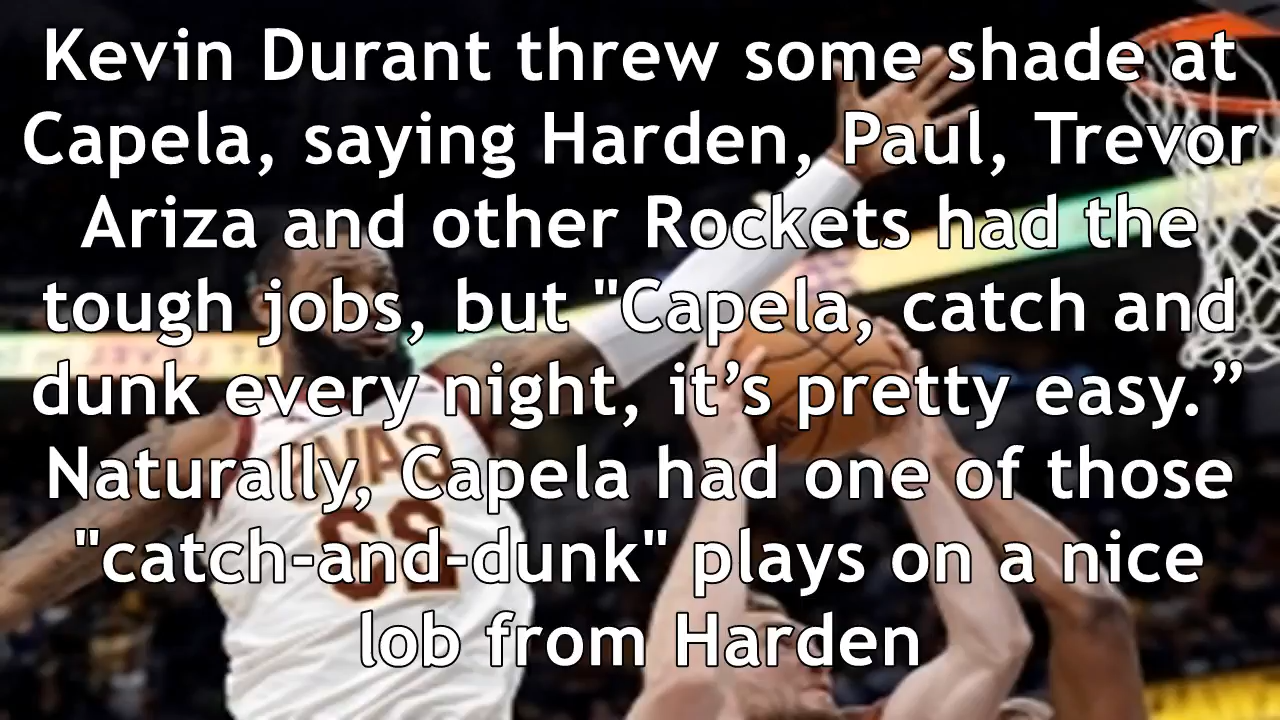 Kevin Durant threw some shade at
Capela, saying Harden, Paul, Trevor
Ariza and other Rockets had the
tough jobs, but "Capela, catch and
dunk every night, it’s pretty easy.”
Naturally, Capela had one of those
"catch-and-dunk" plays on a nice
lob from Harden